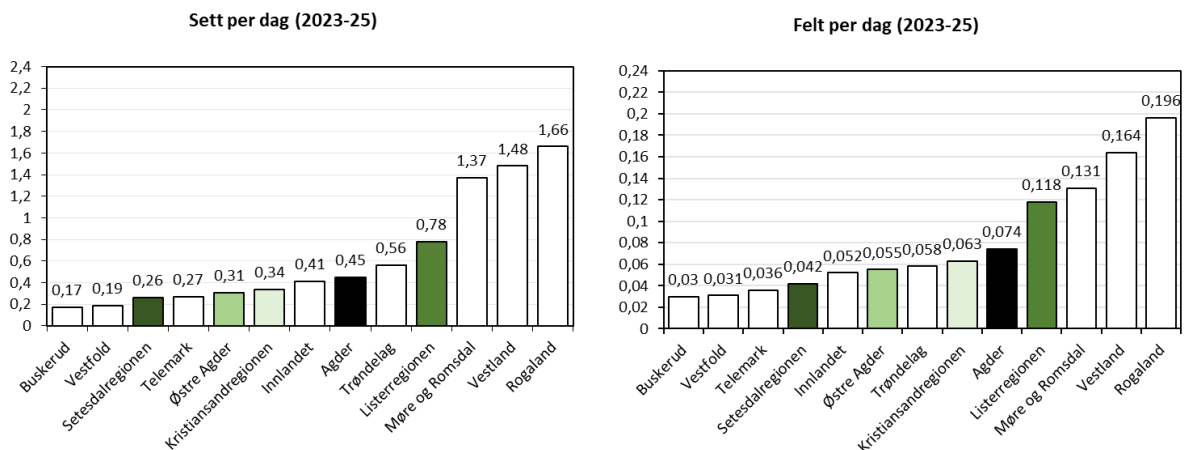 Sett per dag (2023-25)
2,4
2,2
2
1,8
1,6
1,4
1,2
1
0,8
0,6
0,4
0,2
0
0,17
0,19
0,26
0,27
0,31
0,34
0,41
0,45
0,56
0,78
1,37
1,48
1,66
Buskerud
Vestfold
Setesdalregionen
Telemark
Østre Agder
Kristiansandregionen
Innlandet
Agder
Trøndelag
Listerregionen
Møre og Romsdal
Vestland
Rogaland
Felt per dag (2023-25)
0,24
0,22
0,2
0,18
0,16
0,14
0,12
0,1
0,08
0,06
0,04
0,02
0
0,03
0,031
0,036
0,042
0,052
0,055
0,058
0,063
0,074
0,118
0,131
0,164
0,196
Buskerud
Vestfold
Telemark
Setesdalregionen
Innlandet
Østre Agder
Trøndelag
Kristiansandregionen
Agder
Listerregionen
Møre og Romsdal
Vestland
Rogaland